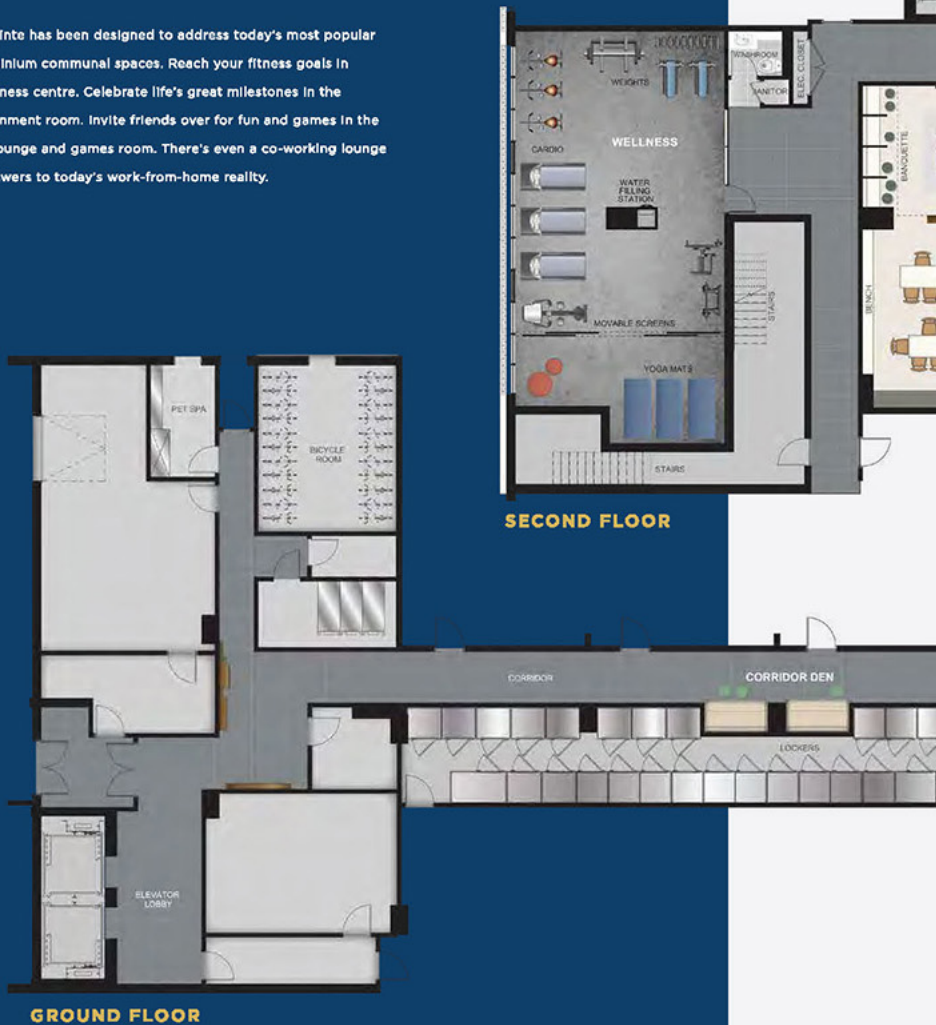 inte has been designed to address today's most popular
inium communal spaces. Reach your fitness goals in
ness centre. Celebrate life's great milestones in the
nment room. Invite friends over for fun and games in the
ounge and games room. There's even a co-working lounge
wers to today's work-from-home reality.
WASHROOM
ELEC. CLOSET
JANITOR
WEIGHTS
WELLNESS
CARDIO
BANQUETTE
WATER
FILLING
STATION
BENCH
STAIRS
MOVABLE SCREENS
YOGA MATS
STAIRS
SECOND FLOOR
PET SPA
BICYCLE
ROOM
CORRIDOR
CORRIDOR DEN
LOCKERS
ELEVATOR
LOBBY
GROUND FLOOR